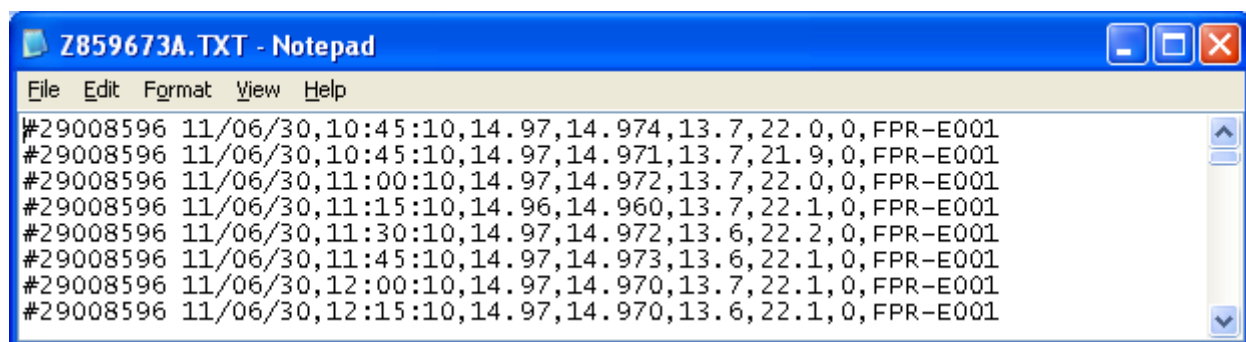 Z859673A.TXT - Notepad
File Edit Format View Help
#29008596 11/06/30,10:45:10,14.97,14.974,13.7,22.0,0,FPR-E001
#29008596 11/06/30,10:45:10,14.97,14.971,13.7,21.9,0,FPR-E001
#29008596 11/06/30,11:00:10,14.97,14.972,13.7,22.0,0,FPR-E001
#29008596 11/06/30,11:15:10,14.96,14.960,13.7,22.1,0,FPR-E001
#29008596 11/06/30,11:30:10,14.97,14.972,13.6,22.2,0,FPR-E001
#29008596 11/06/30,11:45:10,14.97,14.973,13.6,22.1,0,FPR-E001
#29008596 11/06/30,12:00:10,14.97,14.970,13.7,22.1,0,FPR-E001
#29008596 11/06/30,12:15:10,14.97,14.970,13.6,22.1,0,FPR-E001